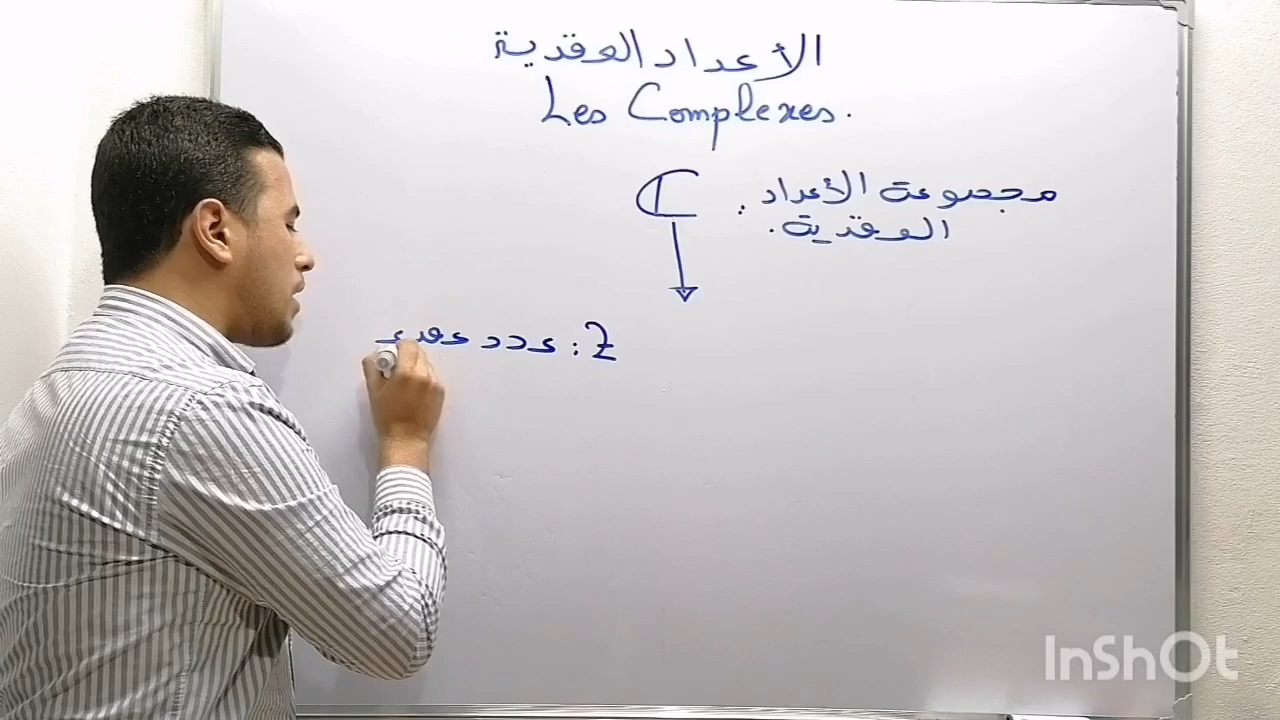 الأعداد العقدية
Les Complexes.
ℂ : مجموعة الأعداد
العقدية.
Z : عدد عقدي
InShOt